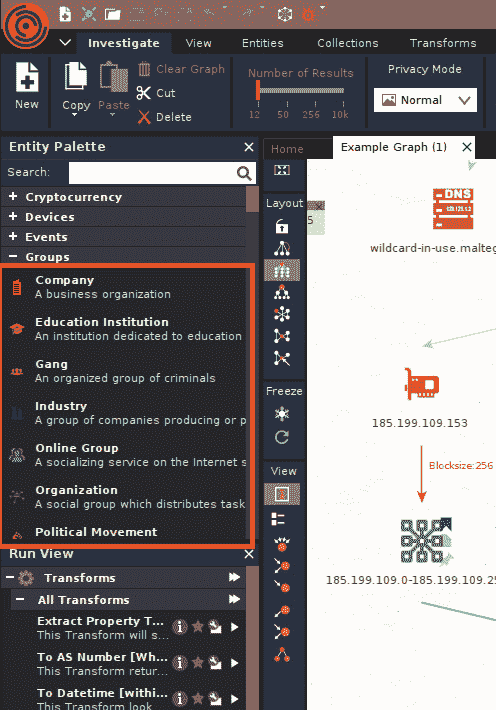 Investigate View Entities Collections Transforms
New
Copy
Paste
Clear Graph
Cut
Delete
Number of Results
12 50 256 10k
Privacy Mode
Normal
Entity Palette
Search:
+ Cryptocurrency
+ Devices
+ Events
− Groups
Company
A business organization
Education Institution
An institution dedicated to education
Gang
An organized group of criminals
Industry
A group of companies producing or p
Online Group
A socializing service on the Internet s
Organization
A social group which distributes task
Political Movement
Run View
Transforms
All Transforms
Extract Property T...
This Transform will s...
To AS Number [Wh...
This Transform retur...
To Datetime [withi...
This Transform look
Home
Example Graph (1)
Layout
Freeze
View
5
DNS
wildcard-in-use.malteg
185.199.109.153
Blocksize:256
185.199.109.0-185.199.109.25